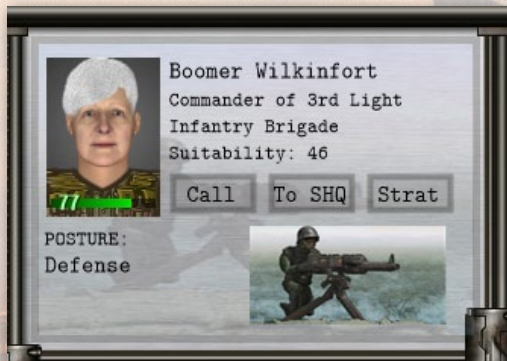 Boomer Wilkinfort
Commander of 3rd Light
Infantry Brigade
Suitability: 46
77
Call To SHQ Strat
POSTURE:
Defense